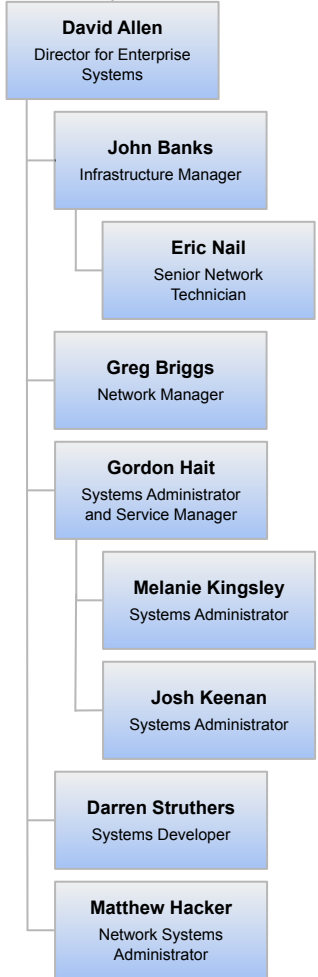 David Allen
Director for Enterprise
Systems
John Banks
Infrastructure Manager
Eric Nail
Senior Network
Technician
Greg Briggs
Network Manager
Gordon Hait
Systems Administrator
and Service Manager
Melanie Kingsley
Systems Administrator
Josh Keenan
Systems Administrator
Darren Struthers
Systems Developer
Matthew Hacker
Network Systems
Administrator